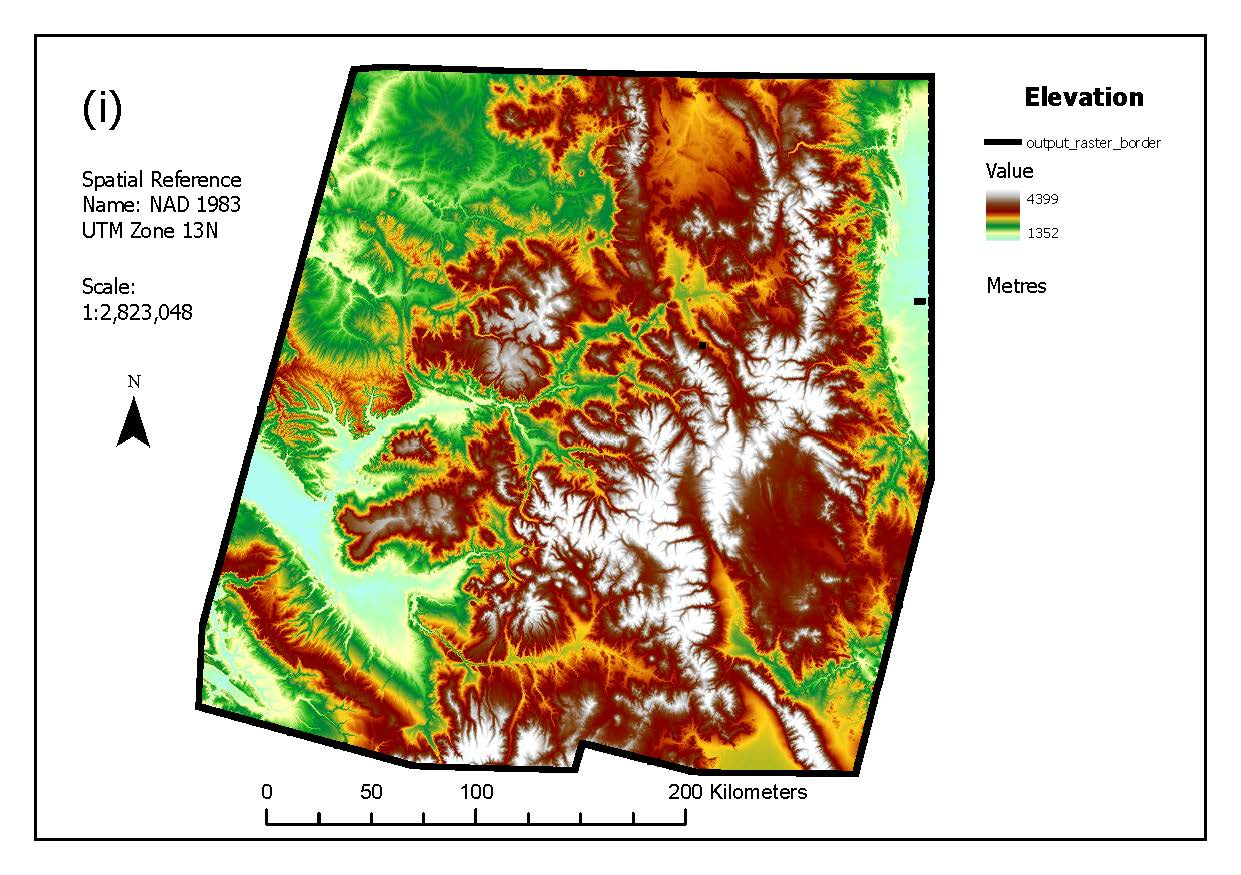 (i)
Spatial Reference
Name: NAD 1983
UTM Zone 13N
Scale:
1:2,823,048
N
Elevation
output_raster_border
Value
4399
1352
Metres
0 50 100 200 Kilometers